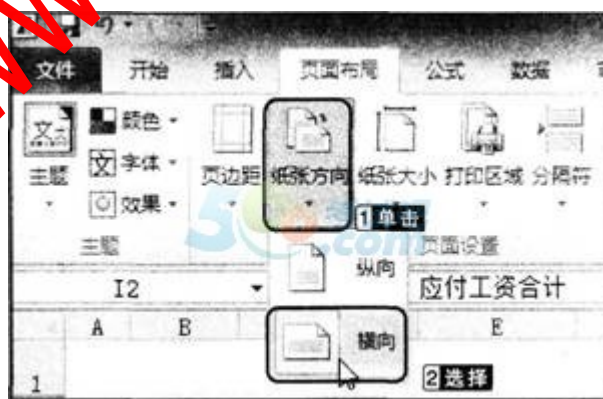 文件 开始 插入 页面布局 公式 数据
颜色
文 字体
主题 页边距 纸张方向 纸张大小 打印区域 分隔符
效果
1 单击
主题 页面设置
.com
纵向
I2 应付工资合计
A B E
横向
1 2 选择